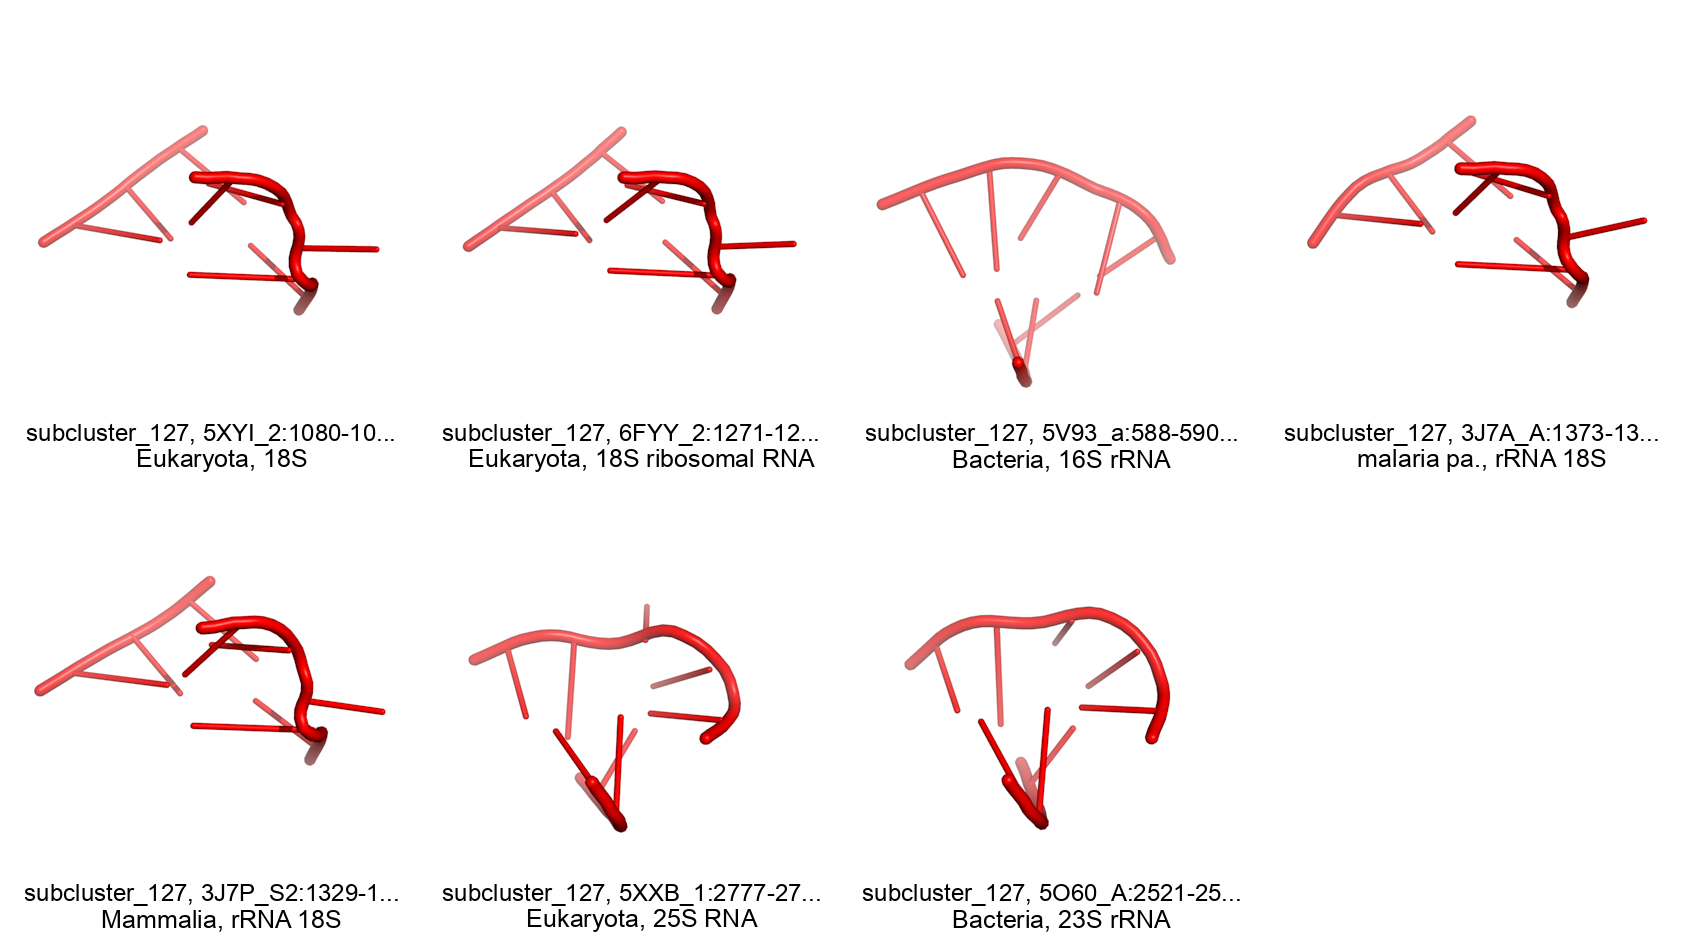 subcluster_127, 5XYI_2:1080-10...
Eukaryota, 18S
subcluster_127, 6FYY_2:1271-12...
Eukaryota, 18S ribosomal RNA
subcluster_127, 5V93_a:588-590...
Bacteria, 16S rRNA
subcluster_127, 3J7A_A:1373-13...
malaria pa., rRNA 18S
subcluster_127, 3J7P_S2:1329-1...
Mammalia, rRNA 18S
subcluster_127, 5XXB_1:2777-27...
Eukaryota, 25S RNA
subcluster_127, 5O60_A:2521-25...
Bacteria, 23S rRNA